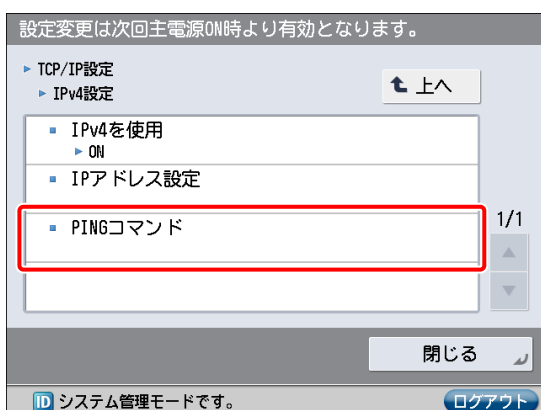 設定変更は次回主電源ON時より有効となります。
TCP/IP設定
IPv4設定
上へ
IPv4を使用
ON
IPアドレス設定
PINGコマンド
1/1
閉じる
ID システム管理モードです。
ログアウト